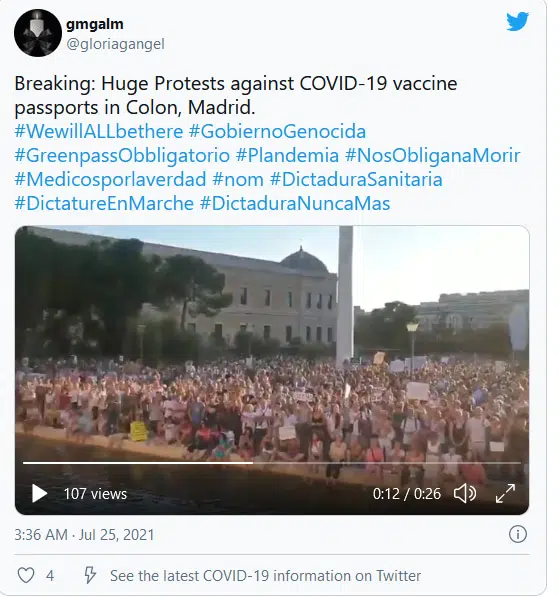 gmgalm
@gloriagangel
Breaking: Huge Protests against COVID-19 vaccine
passports in Colon, Madrid.
#WewillALLbethere #GobiernoGenocida
#GreenpassObbligatorio #Plandemia #NosObliganaMorir
#Medicosporlaverdad #nom #DictaduraSanitaria
#DictatureEnMarche #DictaduraNuncaMas
107 views
0:12 / 0:26
3:36 AM · Jul 25, 2021
4
See the latest COVID-19 information on Twitter